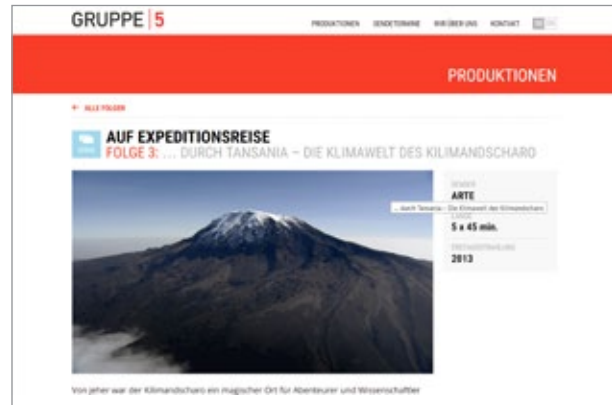 GRUPPE 5
PRODUKTIONEN SENDETERMINE WIR ÜBER UNS KONTAKT
PRODUKTIONEN
← ALLE FOLGEN
AUF EXPEDITIONSREISE
FOLGE 3: ... DURCH TANSANIA – DIE KLIMAWELT DES KILIMANDSCHARO
SENDER
ARTE
... durch Tansania – Die Klimawelt des Kilimandscharo
LÄNGE
5 x 45 min.
ERSTAUSSTRAHLUNG
2013
Von jeher war der Kilimandscharo ein magischer Ort für Abenteurer und Wissenschaftler